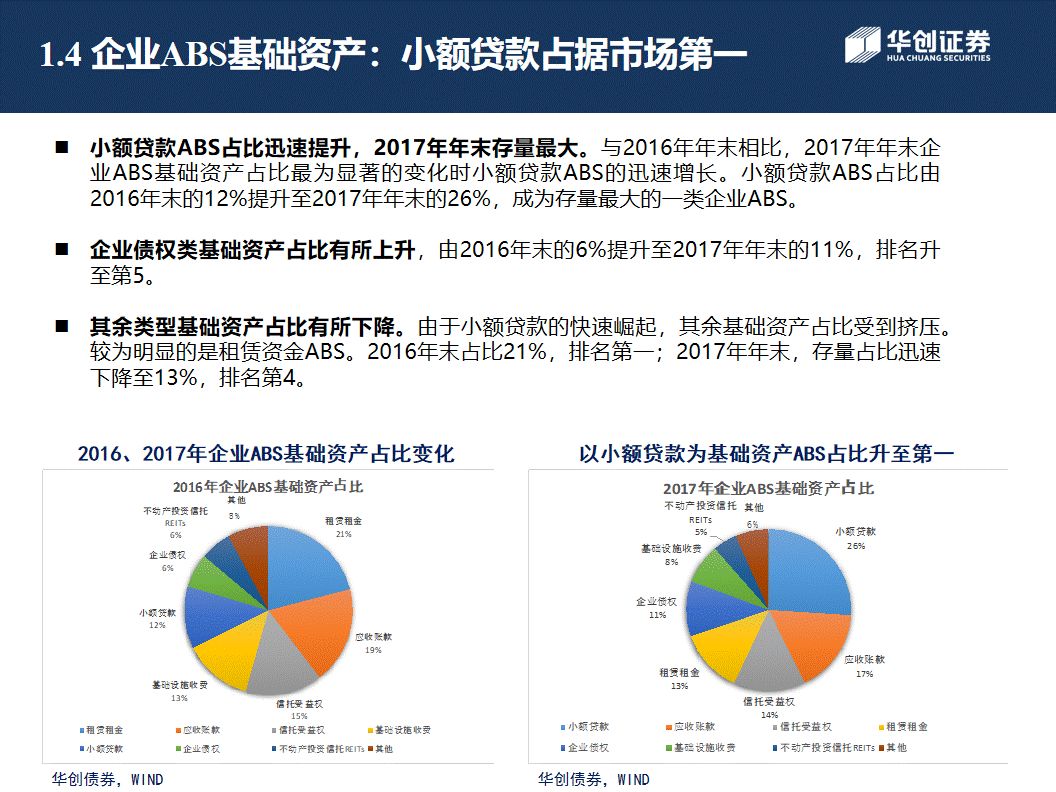 1.4 企业ABS基础资产：小额贷款占据市场第一
华创证券
HUA CHUANG SECURITIES
■ 小额贷款ABS占比迅速提升，2017年年末存量最大。与2016年年末相比，2017年年末企
业ABS基础资产占比最为显著的变化时小额贷款ABS的迅速增长。小额贷款ABS占比由
2016年末的12%提升至2017年年末的26%，成为存量最大的一类企业ABS。
■ 企业债权类基础资产占比有所上升，由2016年末的6%提升至2017年年末的11%，排名升
至第5。
■ 其余类型基础资产占比有所下降。由于小额贷款的快速崛起，其余基础资产占比受到挤压。
较为明显的是租赁资金ABS。2016年末占比21%，排名第一；2017年年末，存量占比迅速
下降至13%，排名第4。
2016、2017年企业ABS基础资产占比变化
2016年企业ABS基础资产占比
其他
8%
不动产投资信托
REITs
6%
租赁租金
21%
企业债权
6%
小额贷款
12%
应收账款
19%
基础设施收费
13%
信托受益权
15%
租赁租金 应收账款 信托受益权 基础设施收费
小额贷款 企业债权 不动产投资信托REITs 其他
华创债券，WIND
以小额贷款为基础资产ABS占比升至第一
2017年企业ABS基础资产占比
不动产投资信托
REITs
5%
其他
6%
小额贷款
26%
基础设施收费
8%
企业债权
11%
应收账款
17%
租赁租金
13%
信托受益权
14%
小额贷款 应收账款 信托受益权 租赁租金
企业债权 基础设施收费 不动产投资信托REITs 其他
华创债券，WIND